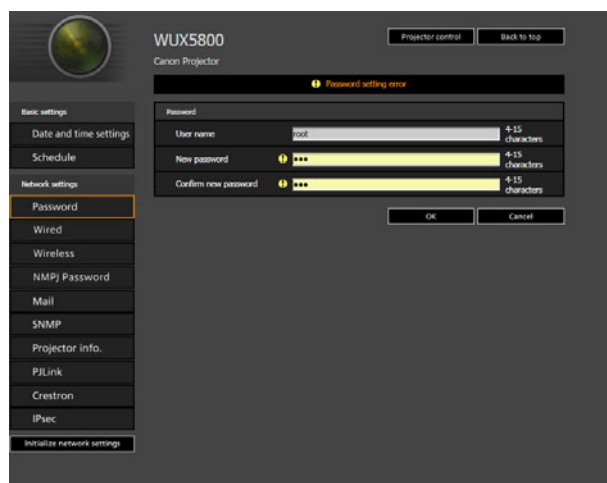 WUX5800
Projector control
Back to top
Canon Projector
Password setting error
Basic settings
Date and time settings
Schedule
Network settings
Password
Wired
Wireless
NMPJ Password
Mail
SNMP
Projector info.
PJLink
Crestron
IPsec
Initialize network settings
Password
User name
root
4-15
characters
New password
●●●
4-15
characters
Confirm new password
●●●
4-15
characters
OK
Cancel